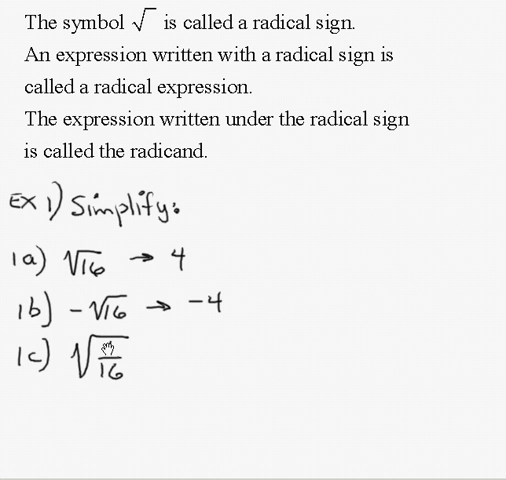 The symbol √ is called a radical sign.
An expression written with a radical sign is
called a radical expression.
The expression written under the radical sign
is called the radicand.
Ex 1) Simplify:
1a) √16 → 4
1b) -√16 → -4
1c) √ /16